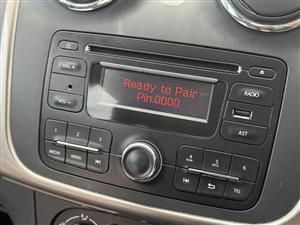 Ready to Pair
Pin:0000
VOL +
RADIO
VOL -
AST
1 2 3
4 5 6
MENU
MEDIA
TEL